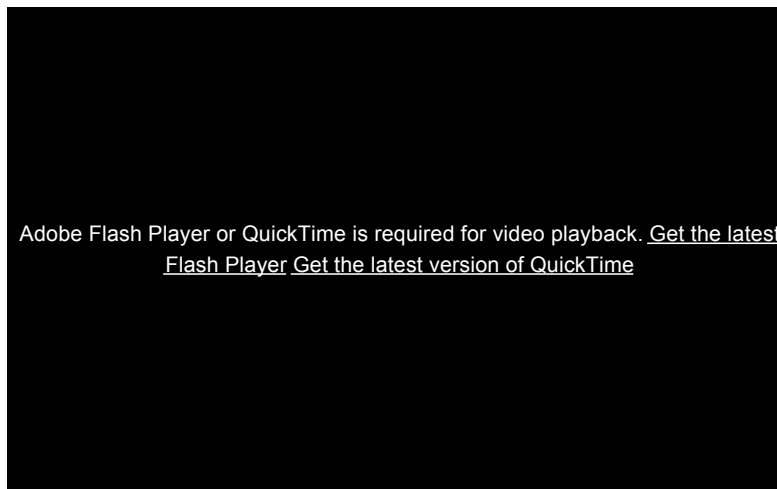 Adobe Flash Player or QuickTime is required for video playback. Get the latest
Flash Player Get the latest version of QuickTime